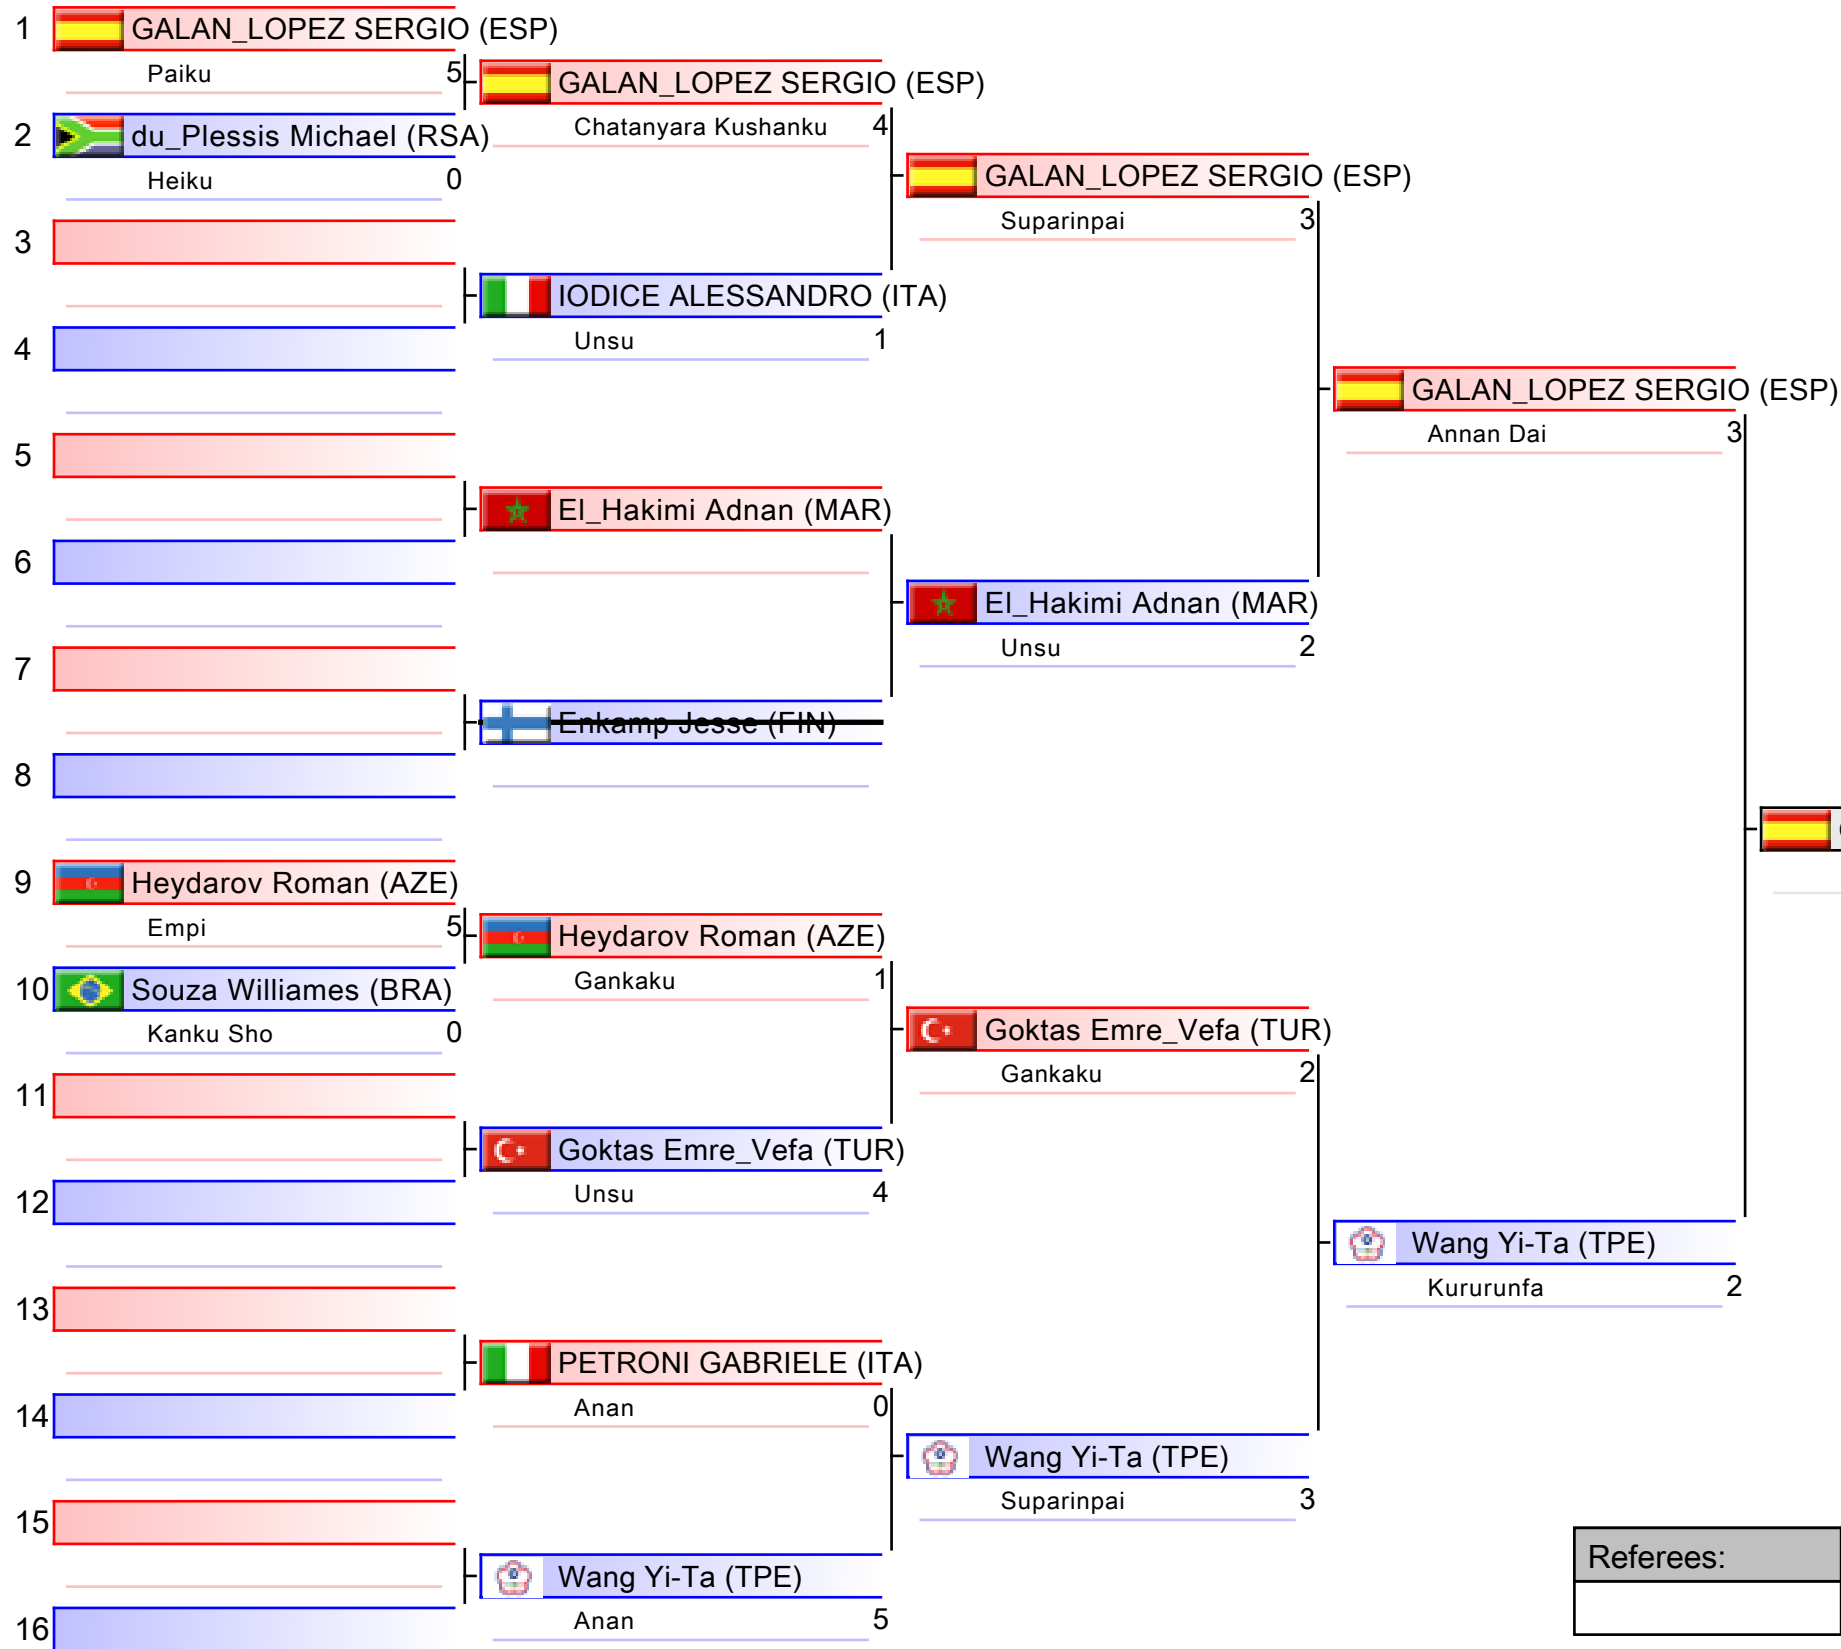 1 GALAN_LOPEZ SERGIO (ESP)
Paiku 5
GALAN_LOPEZ SERGIO (ESP)
Chatanyara Kushanku 4
2 du_Plessis Michael (RSA)
Heiku 0
GALAN_LOPEZ SERGIO (ESP)
Suparinpai 3
3
IODICE ALESSANDRO (ITA)
Unsu 1
4
GALAN_LOPEZ SERGIO (ESP)
Annan Dai 3
5
El_Hakimi Adnan (MAR)
6
El_Hakimi Adnan (MAR)
Unsu 2
7
Enkamp Jesse (FIN)
8
9 Heydarov Roman (AZE)
Empi 5
Heydarov Roman (AZE)
Gankaku 1
10 Souza Williames (BRA)
Kanku Sho 0
Goktas Emre_Vefa (TUR)
Gankaku 2
11
Goktas Emre_Vefa (TUR)
Unsu 4
12
Wang Yi-Ta (TPE)
Kururunfa 2
13
PETRONI GABRIELE (ITA)
Anan 0
14
Wang Yi-Ta (TPE)
Suparinpai 3
15
Wang Yi-Ta (TPE)
Anan 5
16
Referees: